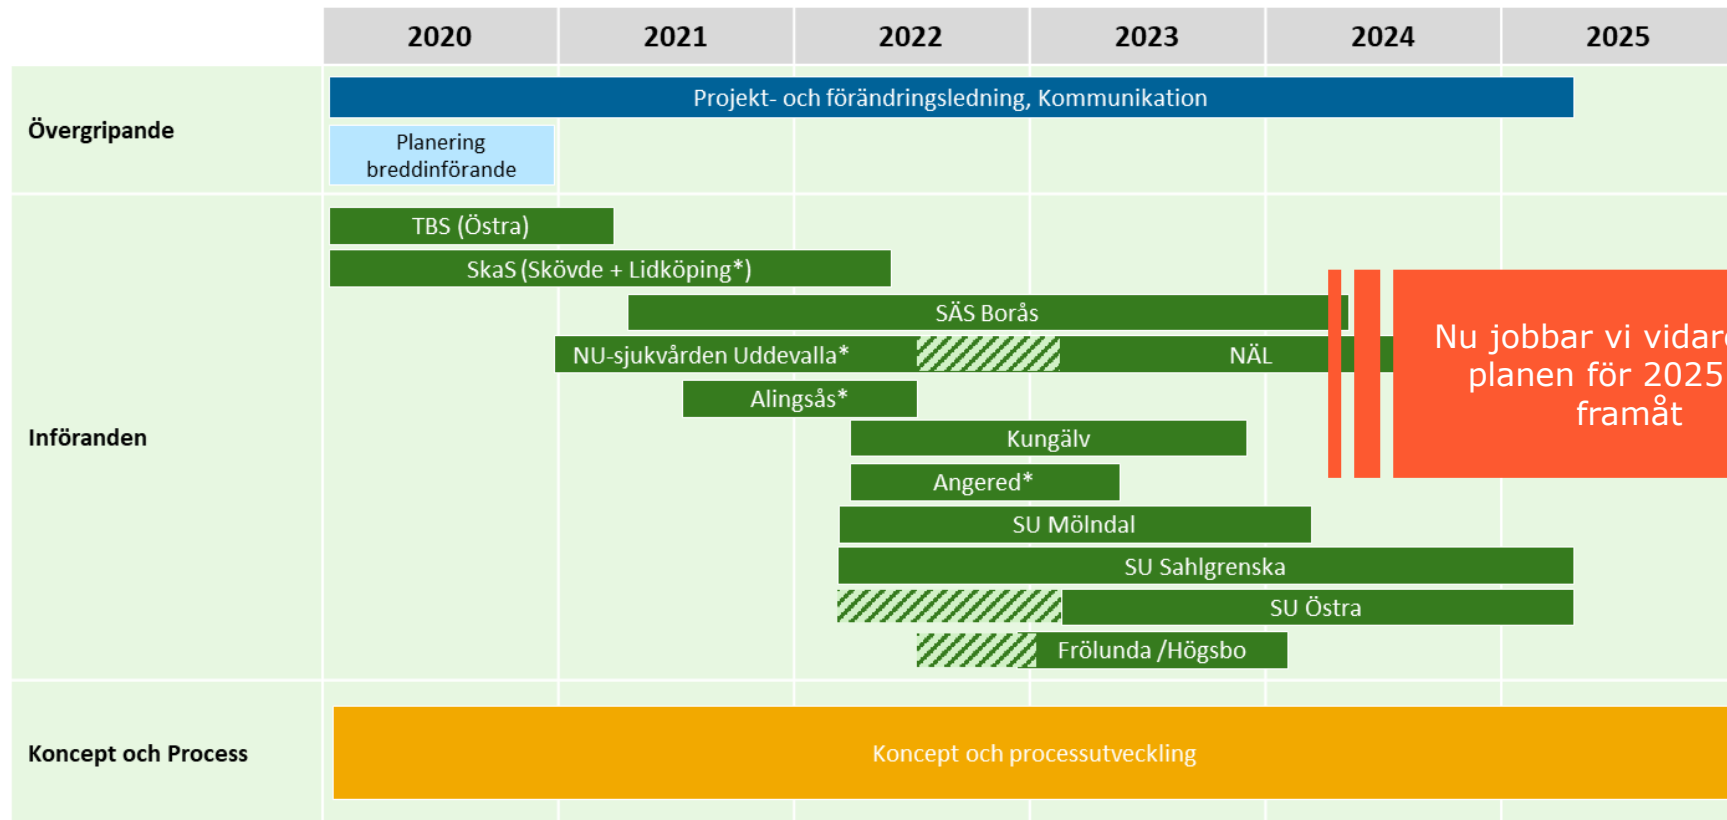 2020 2021 2022 2023 2024 2025
Övergripande
Projekt- och förändringsledning, Kommunikation
Planering
breddinförande
Införanden
TBS (Östra)
SkaS (Skövde + Lidköping*)
SÄS Borås
NU-sjukvården Uddevalla*
NÄL
Alingsås*
Kungälv
Angered*
SU Mölndal
SU Sahlgrenska
SU Östra
Frölunda /Högsbo
Nu jobbar vi
planen för 2025
framåt
Koncept och Process
Koncept och processutveckling